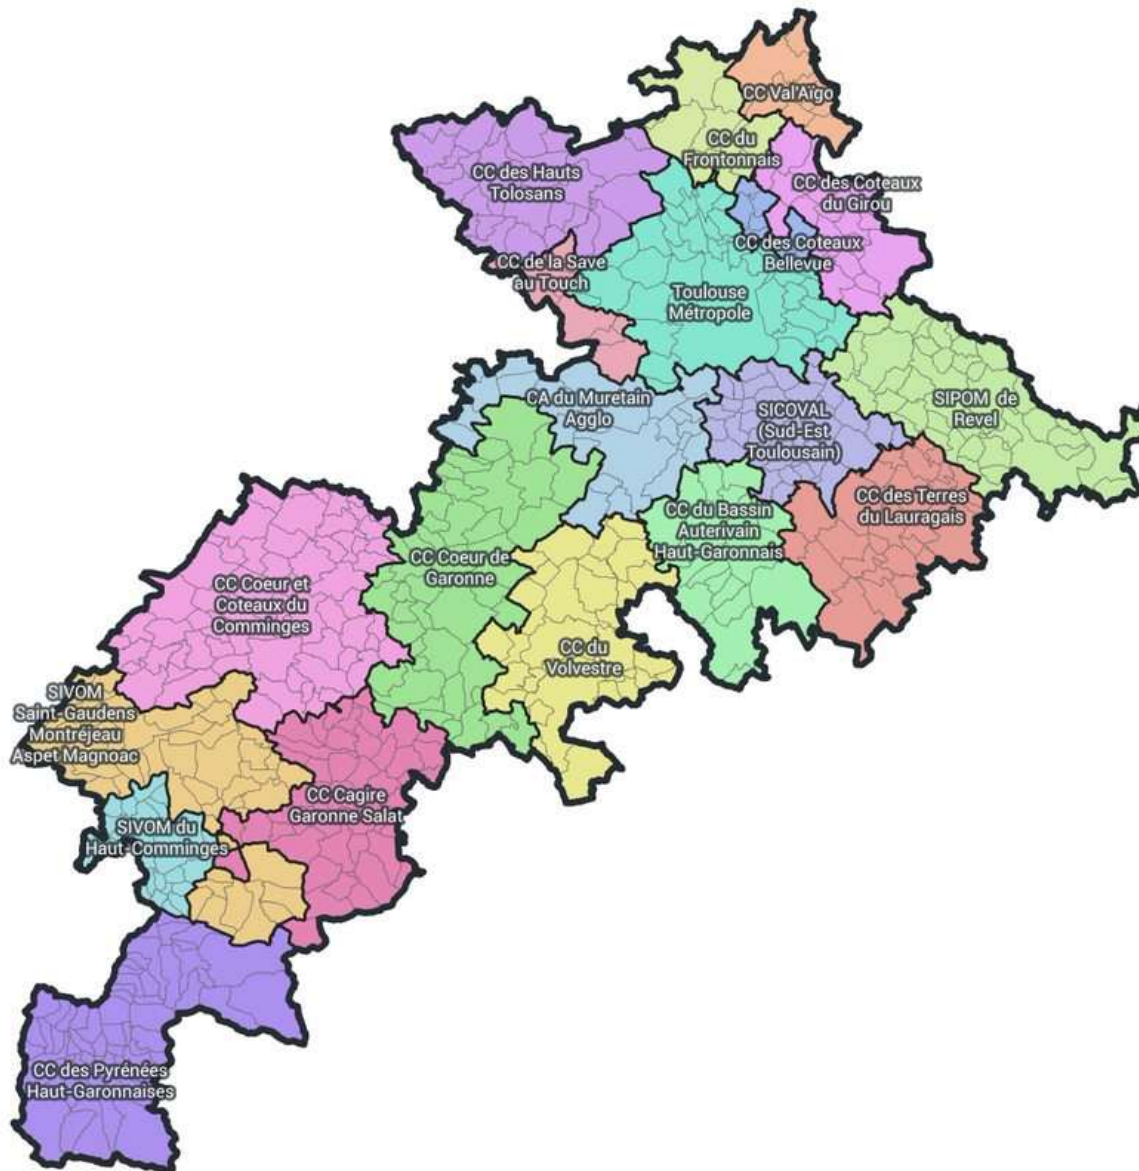 CC Val'Aïgo
CC du
Frontonnais
CC des Hauts
Tolosans
CC des Coteaux
du Girou
CC des Coteaux
Bellevue
CC de la Save
au Touch
Toulouse
Métropole
CA du Muretain
Agglo
SICOVAL
(Sud-Est
Toulousain)
SIPOM de
Revel
CC des Terres
du Lauragais
CC du Bassin
Auterivain
Haut-Garonnais
CC Coeur de
Garonne
CC Coeur et
Coteaux du
Comminges
CC du
Volvestre
SIVOM
Saint-Gaudens
Montréjeau
Aspet Magnoac
CC Cagire
Garonne Salat
SIVOM du
Haut-Comminges
CC des Pyrénées
Haut-Garonnaises